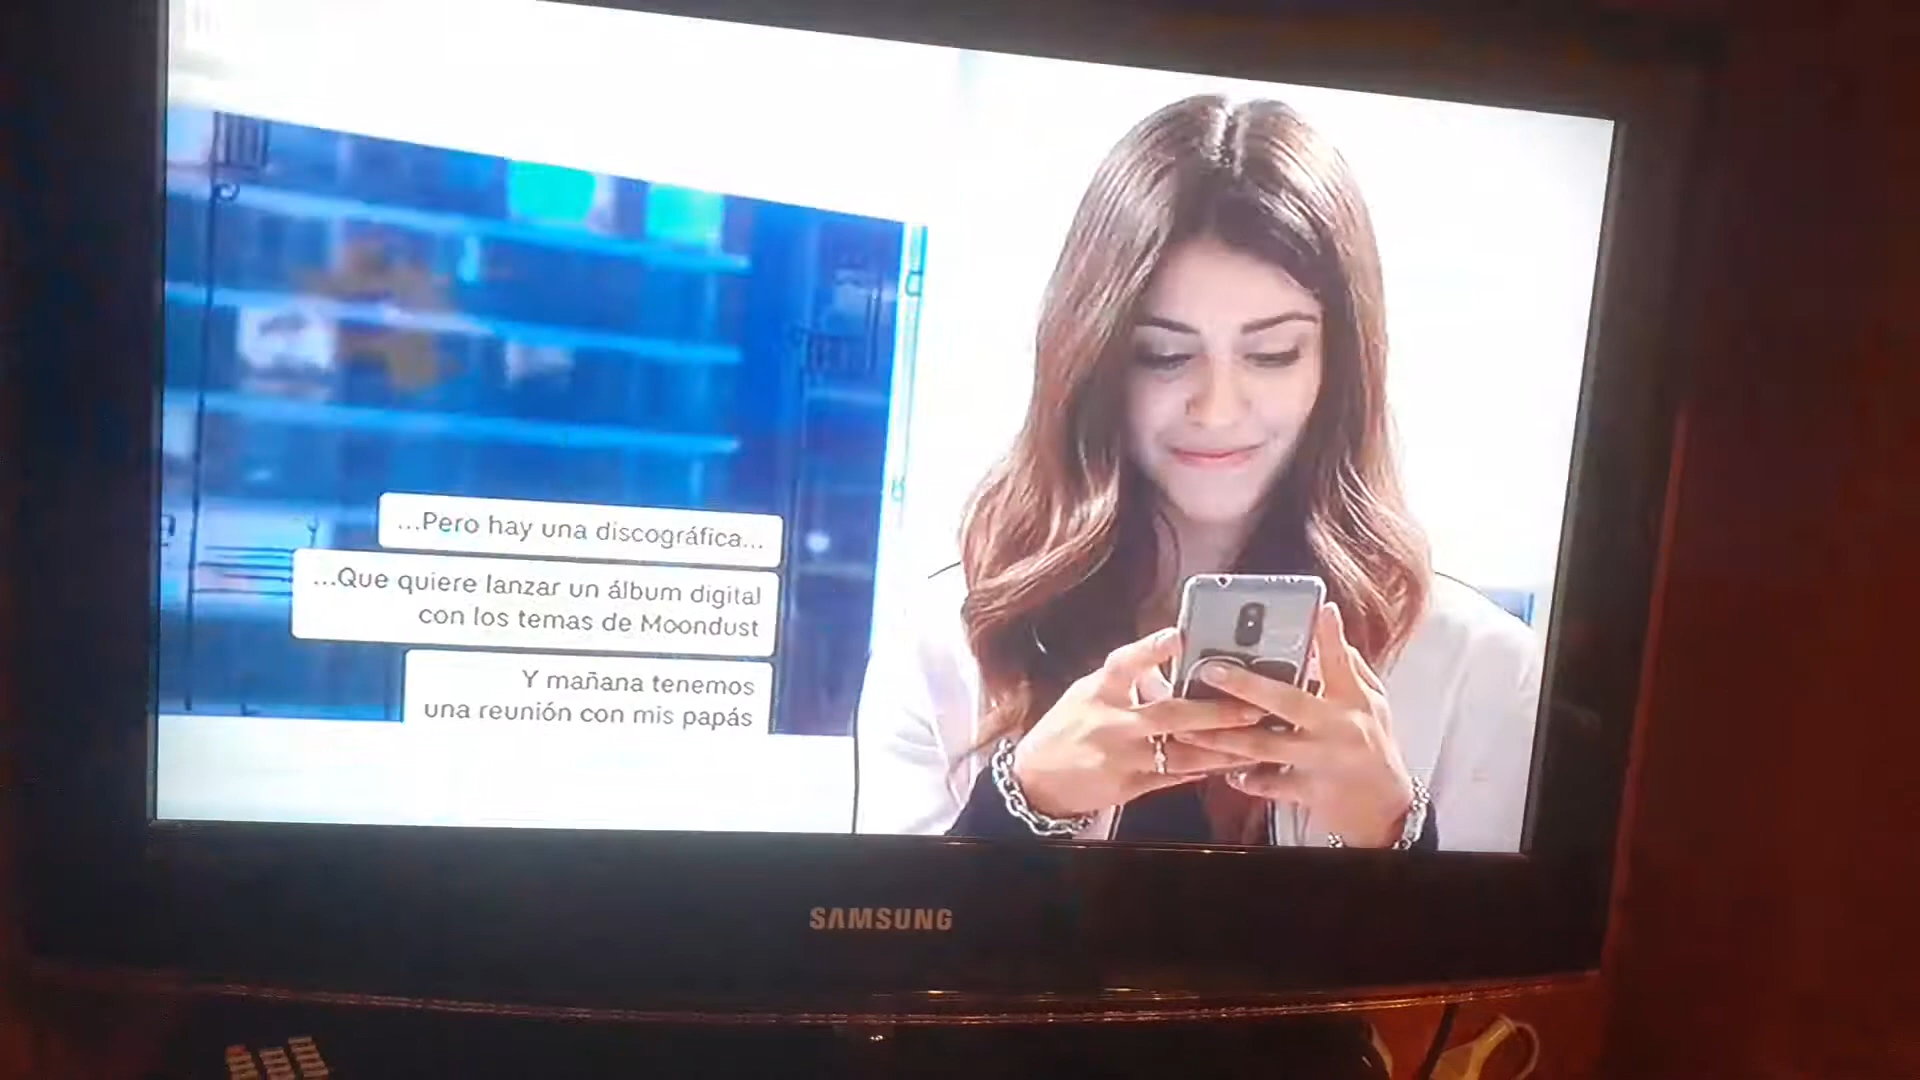 ...Pero hay una discográfica...
...Que quiere lanzar un álbum digital
con los temas de Moondust
Y mañana tenemos
una reunión con mis papás
SAMSUNG